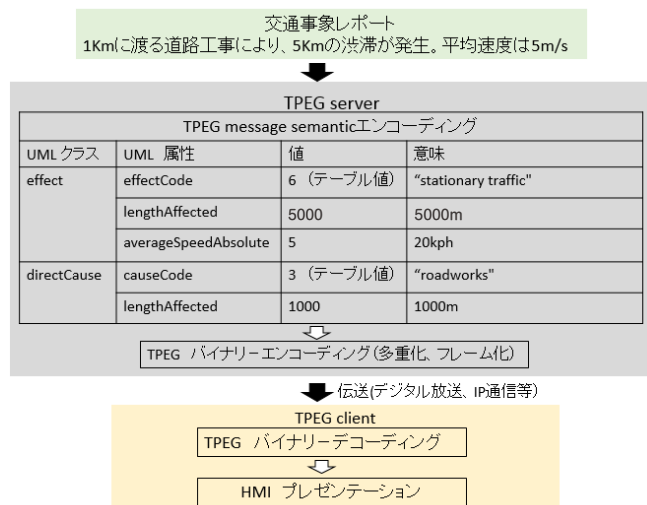 交通事象レポート
1Kmに渡る道路工事により、5Kmの渋滞が発生。平均速度は5m/s
TPEG server
TPEG message semanticエンコーディング
UML クラス UML 属性 値 意味
effect effectCode 6 (テーブル値) “stationary traffic"
lengthAffected 5000 5000m
averageSpeedAbsolute 5 20kph
directCause causeCode 3 (テーブル値) “roadworks"
lengthAffected 1000 1000m
TPEG バイナリーエンコーディング(多重化、フレーム化)
伝送(デジタル放送、IP通信等)
TPEG client
TPEG バイナリーデコーディング
HMI プレゼンテーション